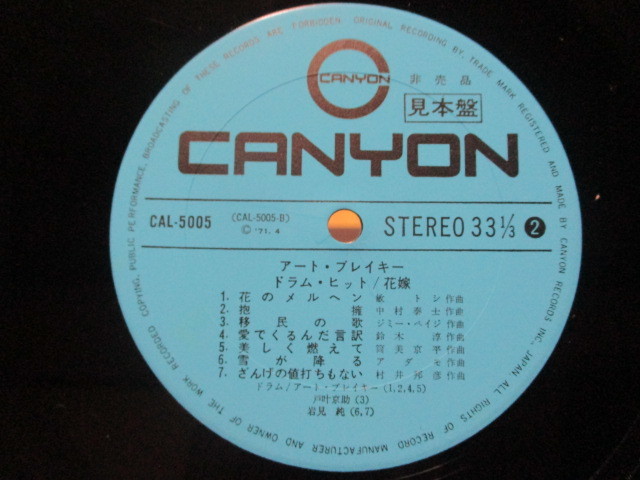 UNAUTHORIZED COPYING, PUBLIC PERFORMANCE, BROADCASTING OF THESE RECORDS ARE FORBIDDEN ORIGINAL RECORDING BY TRADE MARK REGISTERED AND MADE BY CANYON RECORDS INC., JAPAN. ALL RIGHTS OF RECORD MANUFACTURER AND OWNER OF THE WORK RECORDED
CANYON
非売品
見本盤
CANYON
CAL-5005
(CAL-5005-B)
Ⓒ '71. 4
STEREO 33⅓ 2
アート・ブレイキー
ドラム・ヒット/花嫁
1. 花のメルヘン 敏トシ作曲
2. 抱擁 中村泰士作曲
3. 移民の歌 ジミー・ペイジ作曲
4. 愛でくるんだ言訳 鈴木淳作曲
5. 美しく燃えて 筒美京平作曲
6. 雪が降る アダモ作曲
7. ざんげの値打ちもない 村井邦彦作曲
ドラム/アート・ブレイキー(1,2,4,5)
戸叶京助(3)
岩見純(6,7)